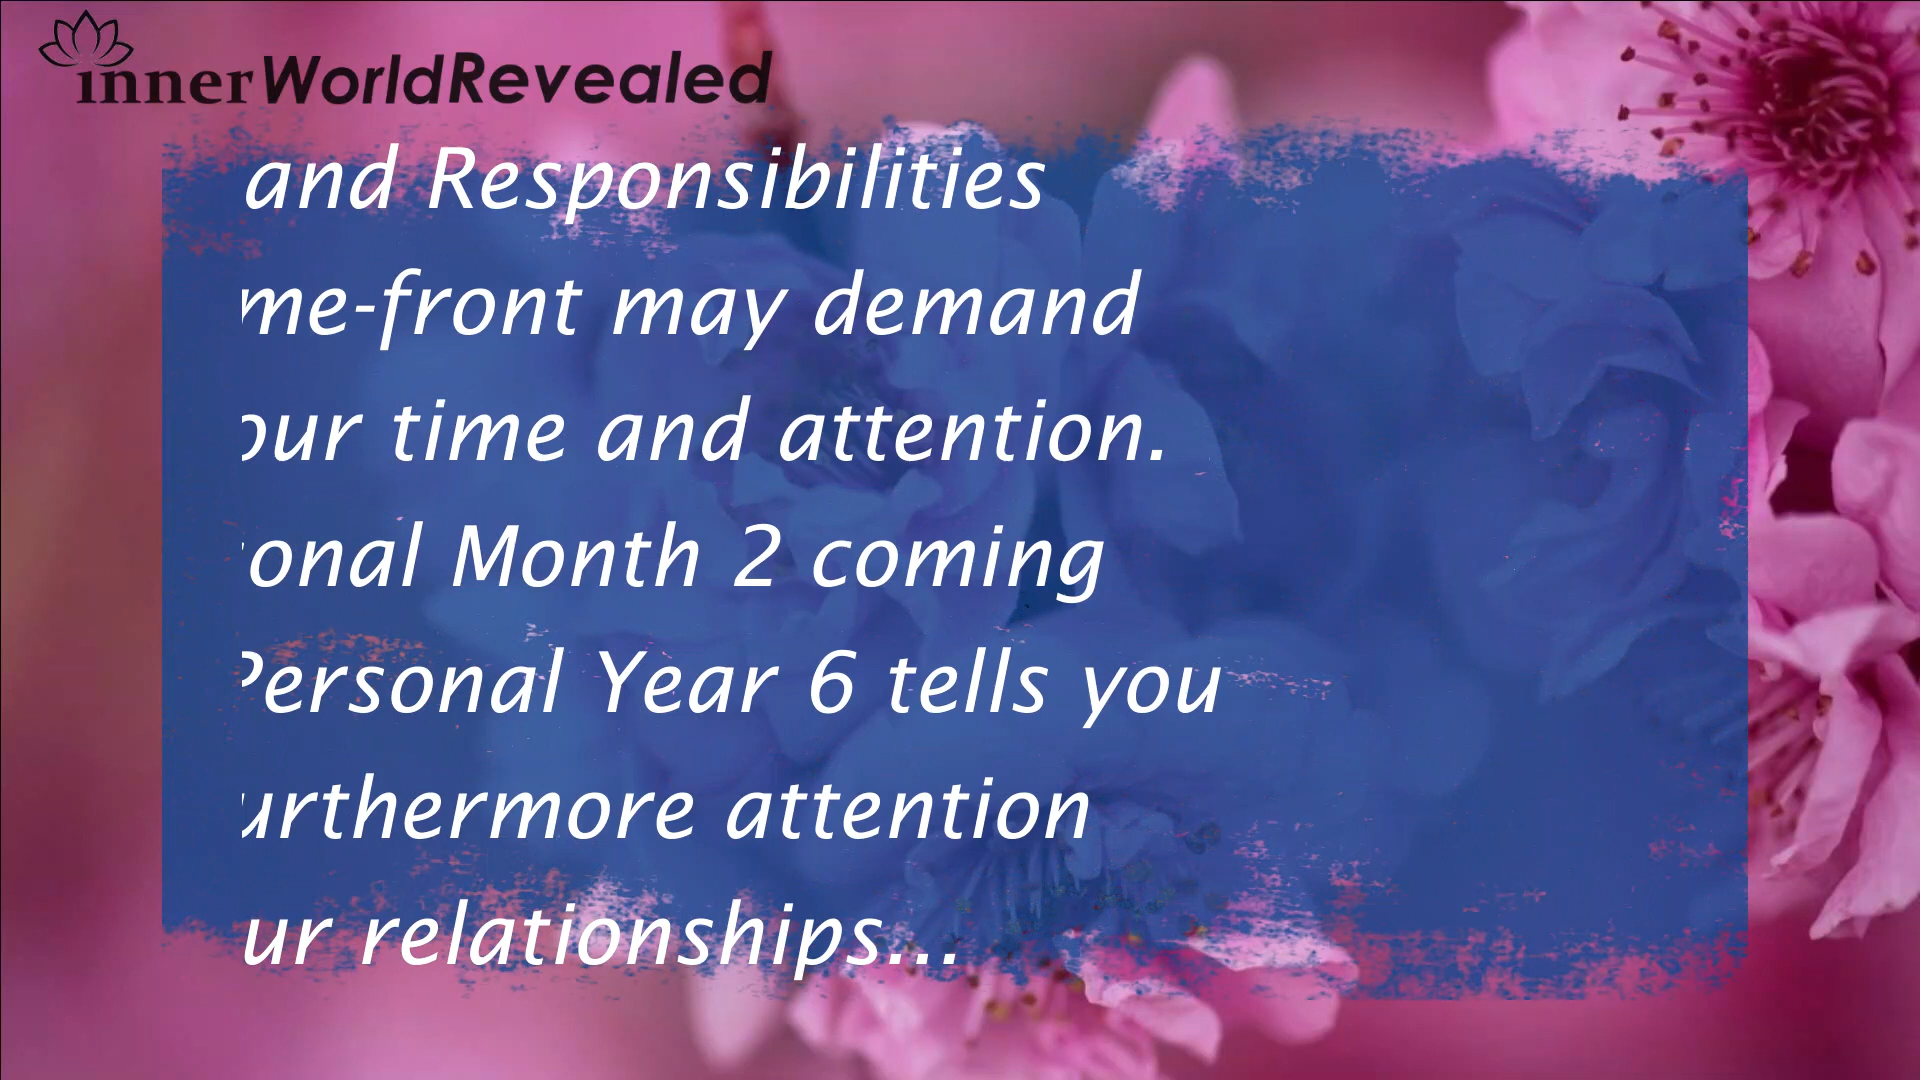 innerWorldRevealed
and Responsibilities
me-front may demand
our time and attention.
onal Month 2 coming
Personal Year 6 tells you
urthermore attention
ur relationships...